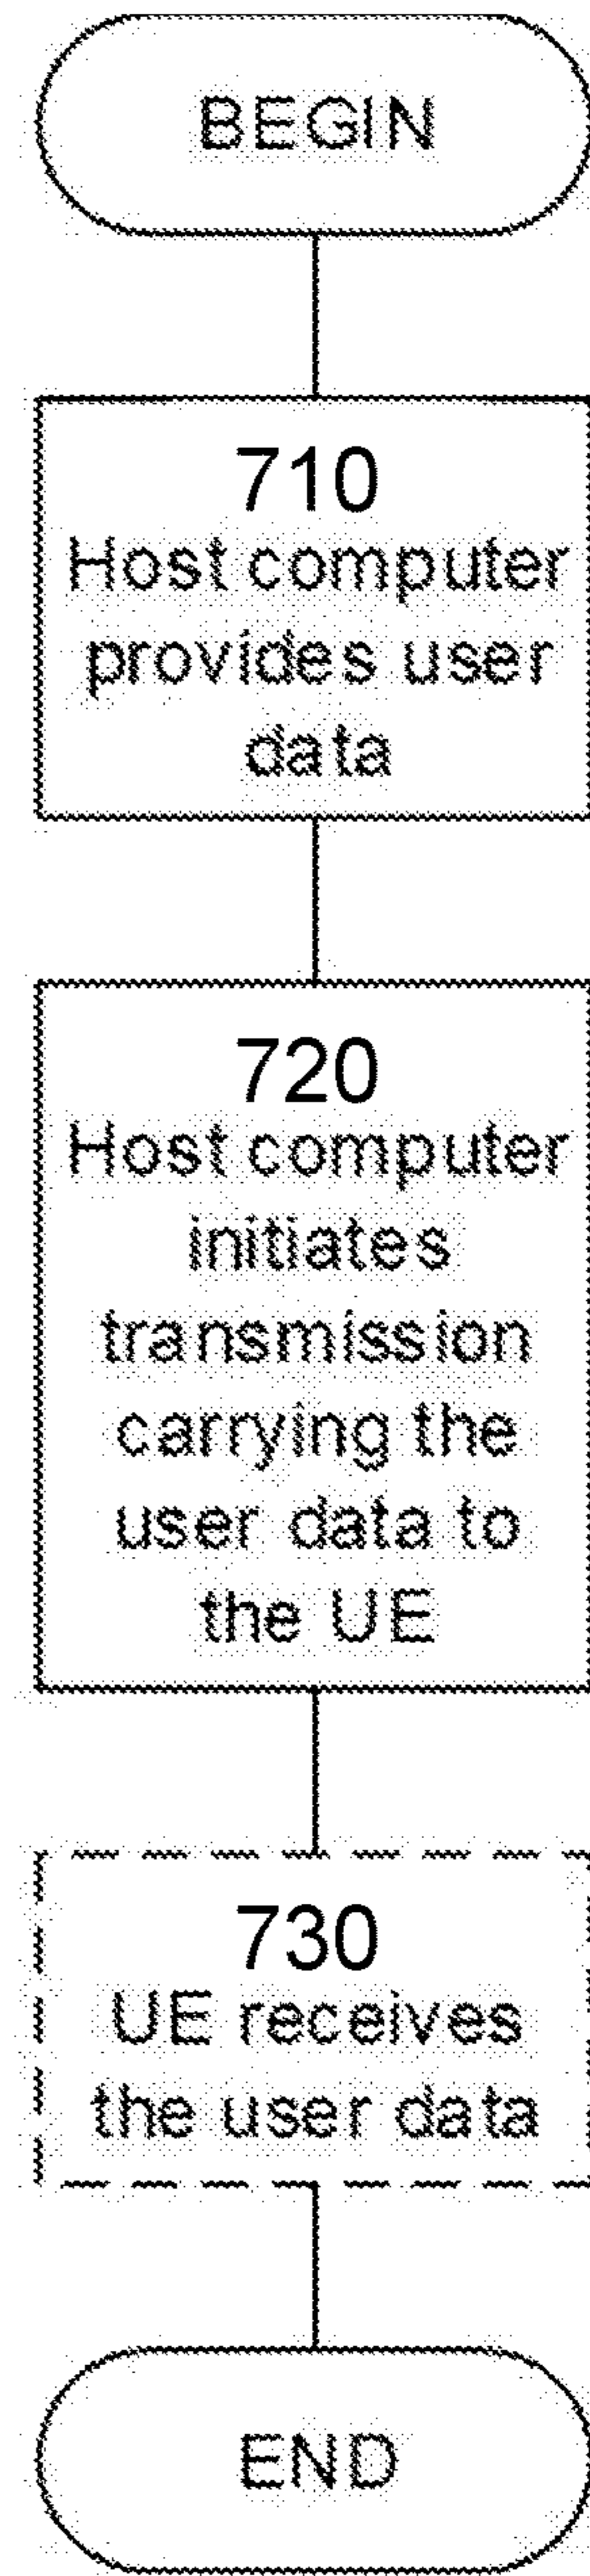 BEGIN
710
Host computer
provides user
data
720
Host computer
initiates
transmission
carrying the
user data to
the UE
730
UE receives
the user data
END